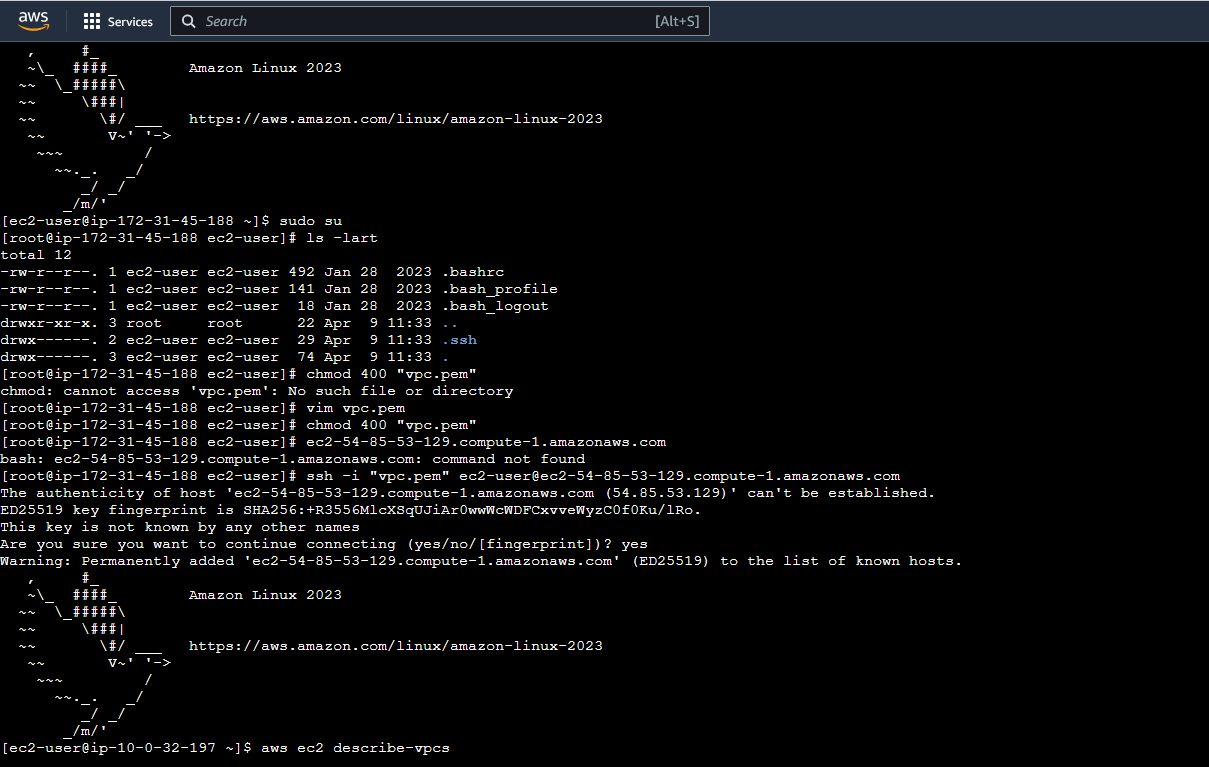 aws Services Search [Alt+S]
   ,     #_
   ~\_  ####_        Amazon Linux 2023
  ~~  \_#####\
  ~~     \###|
  ~~       \#/ ___   https://aws.amazon.com/linux/amazon-linux-2023
   ~~       V~' '->
    ~~~         /
      ~~._.   _/
         _/ _/
       _/m/'
[ec2-user@ip-172-31-45-188 ~]$ sudo su
[root@ip-172-31-45-188 ec2-user]# ls -lart
total 12
-rw-r--r--. 1 ec2-user ec2-user 492 Jan 28  2023 .bashrc
-rw-r--r--. 1 ec2-user ec2-user 141 Jan 28  2023 .bash_profile
-rw-r--r--. 1 ec2-user ec2-user  18 Jan 28  2023 .bash_logout
drwxr-xr-x. 3 root     root      22 Apr  9 11:33 ..
drwx------. 2 ec2-user ec2-user  29 Apr  9 11:33 .ssh
drwx------. 3 ec2-user ec2-user  74 Apr  9 11:33 .
[root@ip-172-31-45-188 ec2-user]# chmod 400 "vpc.pem"
chmod: cannot access 'vpc.pem': No such file or directory
[root@ip-172-31-45-188 ec2-user]# vim vpc.pem
[root@ip-172-31-45-188 ec2-user]# chmod 400 "vpc.pem"
[root@ip-172-31-45-188 ec2-user]# ec2-54-85-53-129.compute-1.amazonaws.com
bash: ec2-54-85-53-129.compute-1.amazonaws.com: command not found
[root@ip-172-31-45-188 ec2-user]# ssh -i "vpc.pem" ec2-user@ec2-54-85-53-129.compute-1.amazonaws.com
The authenticity of host 'ec2-54-85-53-129.compute-1.amazonaws.com (54.85.53.129)' can't be established.
ED25519 key fingerprint is SHA256:+R3556MlcXSqUJiAr0wwWcWDFCxvveWyzC0f0Ku/lRo.
This key is not known by any other names
Are you sure you want to continue connecting (yes/no/[fingerprint])? yes
Warning: Permanently added 'ec2-54-85-53-129.compute-1.amazonaws.com' (ED25519) to the list of known hosts.
   ,     #_
   ~\_  ####_        Amazon Linux 2023
  ~~  \_#####\
  ~~     \###|
  ~~       \#/ ___   https://aws.amazon.com/linux/amazon-linux-2023
   ~~       V~' '->
    ~~~         /
      ~~._.   _/
         _/ _/
       _/m/'
[ec2-user@ip-10-0-32-197 ~]$ aws ec2 describe-vpcs